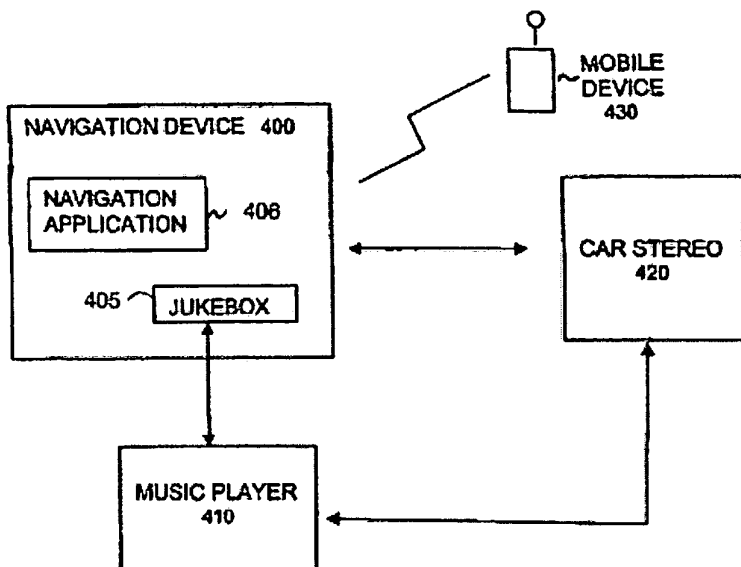 NAVIGATION DEVICE 400
NAVIGATION
APPLICATION
406
405
JUKEBOX
MOBILE
DEVICE
430
CAR STEREO
420
MUSIC PLAYER
410